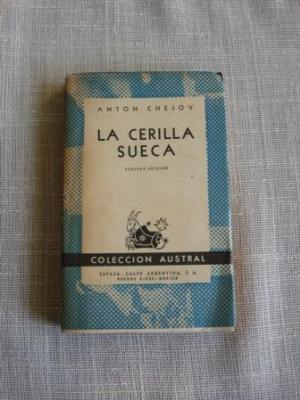 ANTON CHEJOV
LA CERILLA
SUECA
TERCERA EDICION
COLECCION AUSTRAL
ESPASA - CALPE ARGENTINA, S. A.
BUENOS AIRES - MEXICO